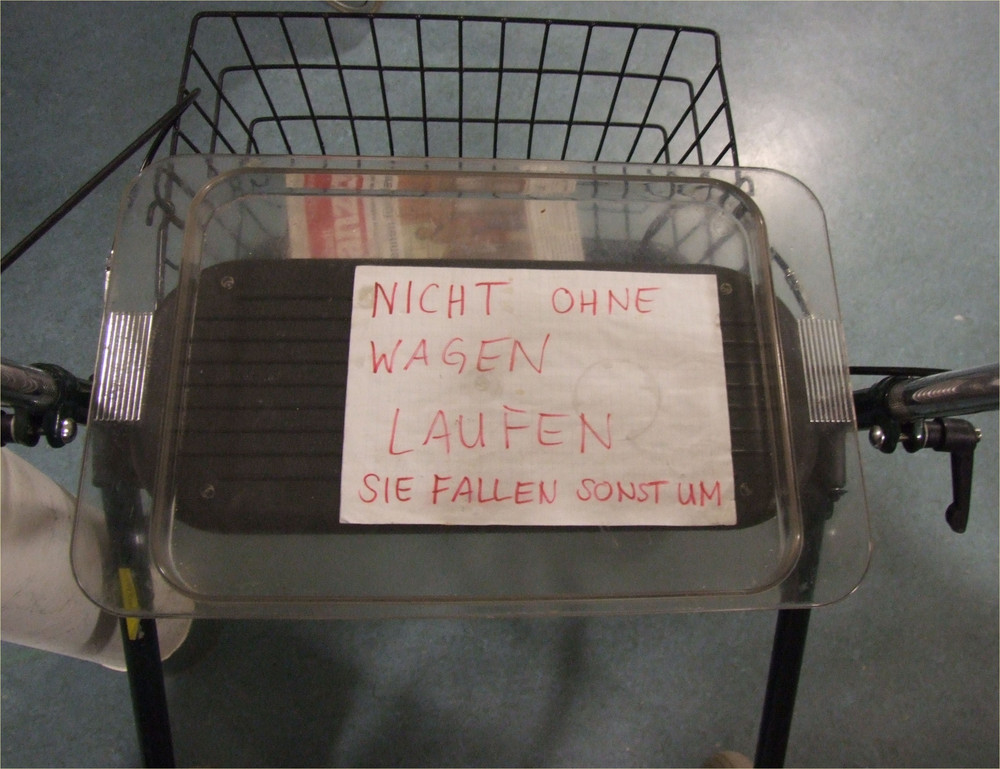 NICHT OHNE
WAGEN
LAUFEN
SIE FALLEN SONST UM